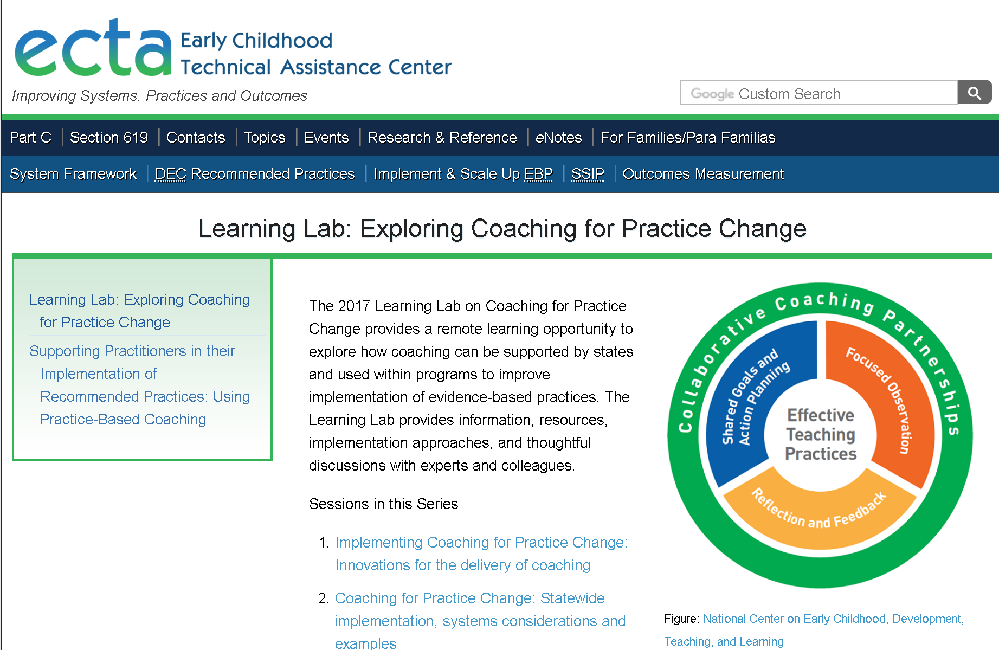 ecta Early Childhood
Technical Assistance Center
Improving Systems, Practices and Outcomes
Google Custom Search
Part C
Section 619
Contacts
Topics
Events
Research & Reference
eNotes
For Families/Para Familias
System Framework
DEC Recommended Practices
Implement & Scale Up EBP
SSIP
Outcomes Measurement
Learning Lab: Exploring Coaching for Practice Change
Learning Lab: Exploring Coaching
for Practice Change
Supporting Practitioners in their
Implementation of
Recommended Practices: Using
Practice-Based Coaching
The 2017 Learning Lab on Coaching for Practice
Change provides a remote learning opportunity to
explore how coaching can be supported by states
and used within programs to improve
implementation of evidence-based practices. The
Learning Lab provides information, resources,
implementation approaches, and thoughtful
discussions with experts and colleagues.
Sessions in this Series
1. Implementing Coaching for Practice Change:
Innovations for the delivery of coaching
2. Coaching for Practice Change: Statewide
implementation, systems considerations and
examples
Collaborative Coaching Partnerships
Shared Goals and
Action Planning
Focused Observation
Reflection and Feedback
Effective
Teaching
Practices
Figure: National Center on Early Childhood, Development,
Teaching, and Learning